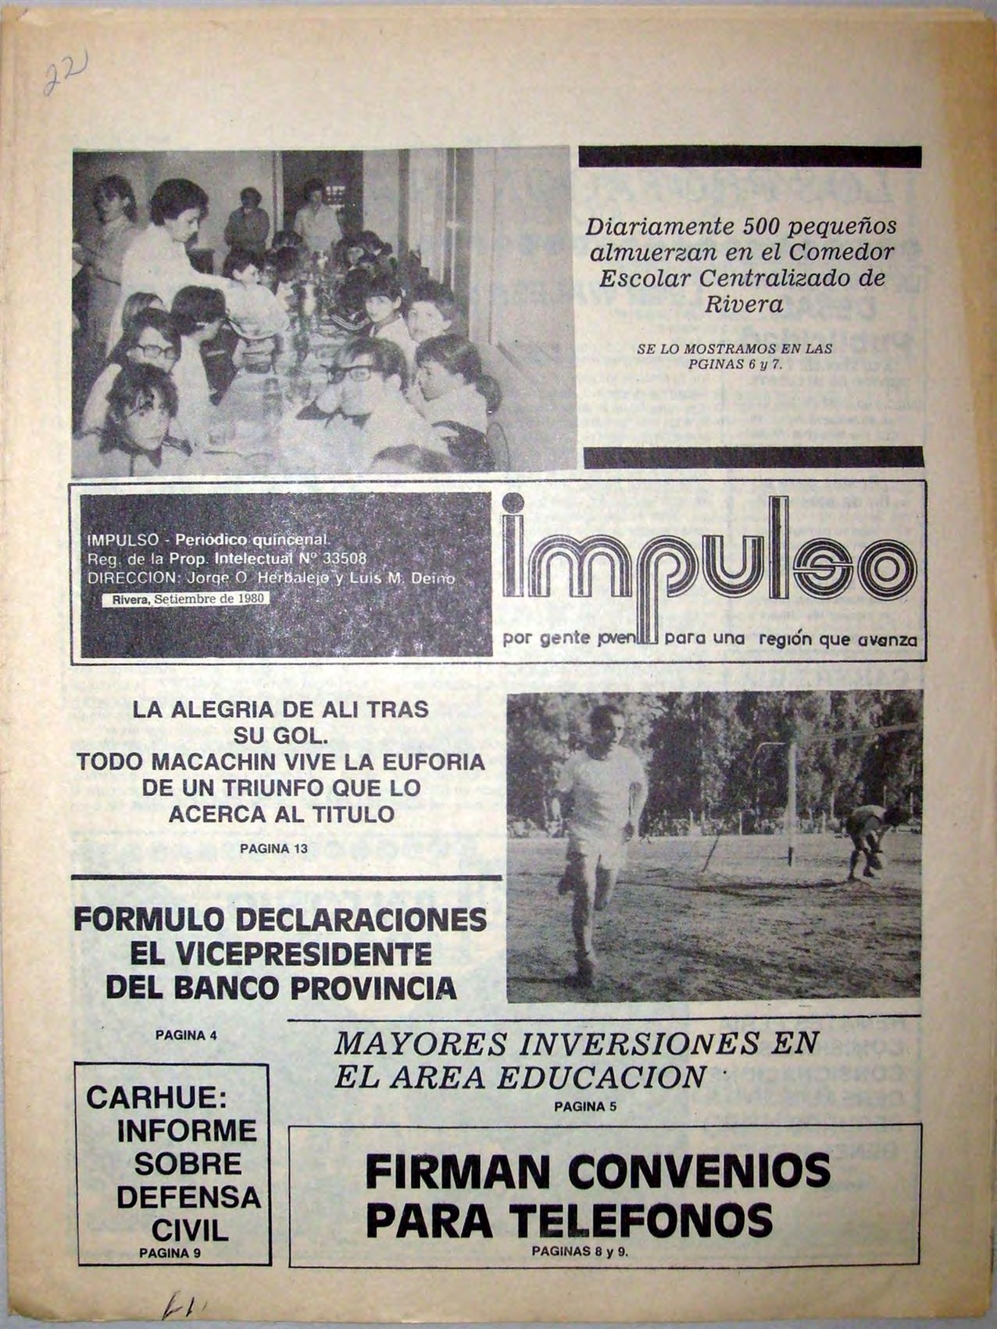 22
Diariamente 500 pequeños
almuerzan en el Comedor
Escolar Centralizado de
Rivera
SE LO MOSTRAMOS EN LAS
PGINAS 6 y 7.
IMPULSO - Periódico quincenal.
Reg. de la Prop. Intelectual N° 33508
DIRECCION: Jorge O. Herbalejo y Luis M. Deino
Rivera, Setiembre de 1980
impulso
por gente joven para una región que avanza
LA ALEGRIA DE ALI TRAS
SU GOL.
TODO MACACHIN VIVE LA EUFORIA
DE UN TRIUNFO QUE LO
ACERCA AL TITULO
PAGINA 13
FORMULO DECLARACIONES
EL VICEPRESIDENTE
DEL BANCO PROVINCIA
PAGINA 4
MAYORES INVERSIONES EN
EL AREA EDUCACION
PAGINA 5
CARHUE:
INFORME
SOBRE
DEFENSA
CIVIL
PAGINA 9
FIRMAN CONVENIOS
PARA TELEFONOS
PAGINAS 8 y 9.